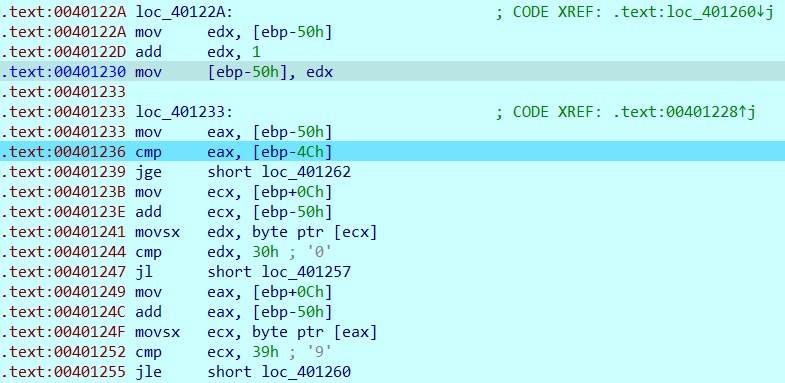 .text:0040122A loc_40122A: ; CODE XREF: .text:loc_401260↓j
.text:0040122A mov edx, [ebp-50h]
.text:0040122D add edx, 1
.text:00401230 mov [ebp-50h], edx
.text:00401233
.text:00401233 loc_401233: ; CODE XREF: .text:00401228↑j
.text:00401233 mov eax, [ebp-50h]
.text:00401236 cmp eax, [ebp-4Ch]
.text:00401239 jge short loc_401262
.text:0040123B mov ecx, [ebp+0Ch]
.text:0040123E add ecx, [ebp-50h]
.text:00401241 movsx edx, byte ptr [ecx]
.text:00401244 cmp edx, 30h ; '0'
.text:00401247 jl short loc_401257
.text:00401249 mov eax, [ebp+0Ch]
.text:0040124C add eax, [ebp-50h]
.text:0040124F movsx ecx, byte ptr [eax]
.text:00401252 cmp ecx, 39h ; '9'
.text:00401255 jle short loc_401260